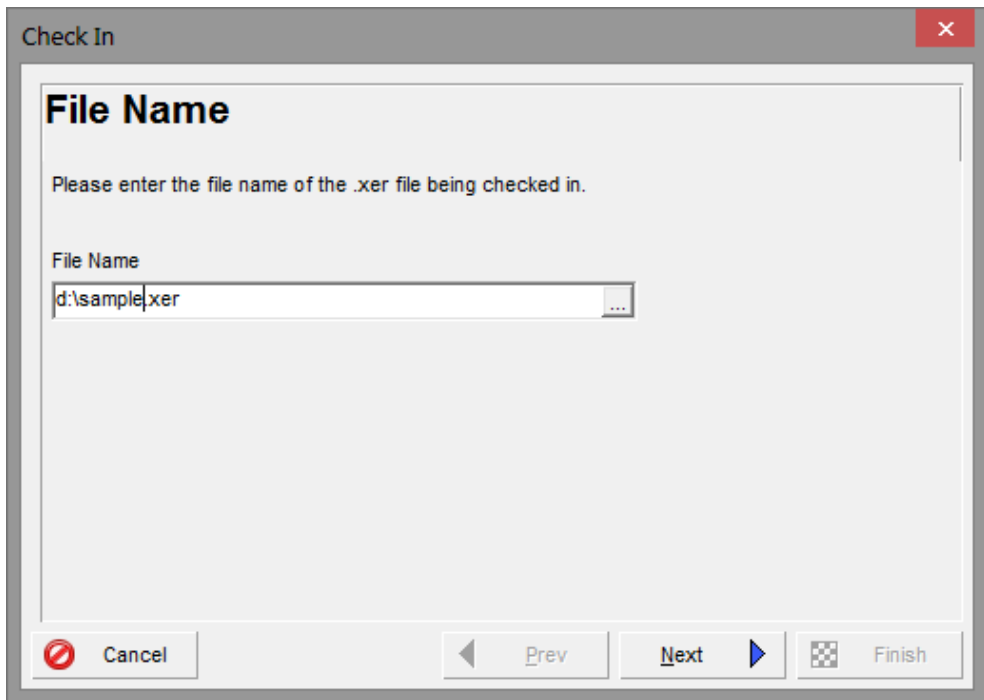 Check In
File Name
Please enter the file name of the .xer file being checked in.
File Name
d:\sample.xer
...
Cancel
Prev
Next
Finish